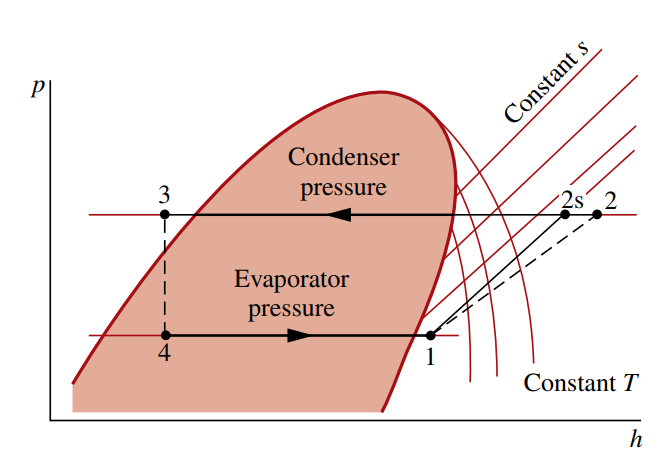 p
Constant s
Condenser
pressure
3
2s
2
Evaporator
pressure
4
1
Constant T
h